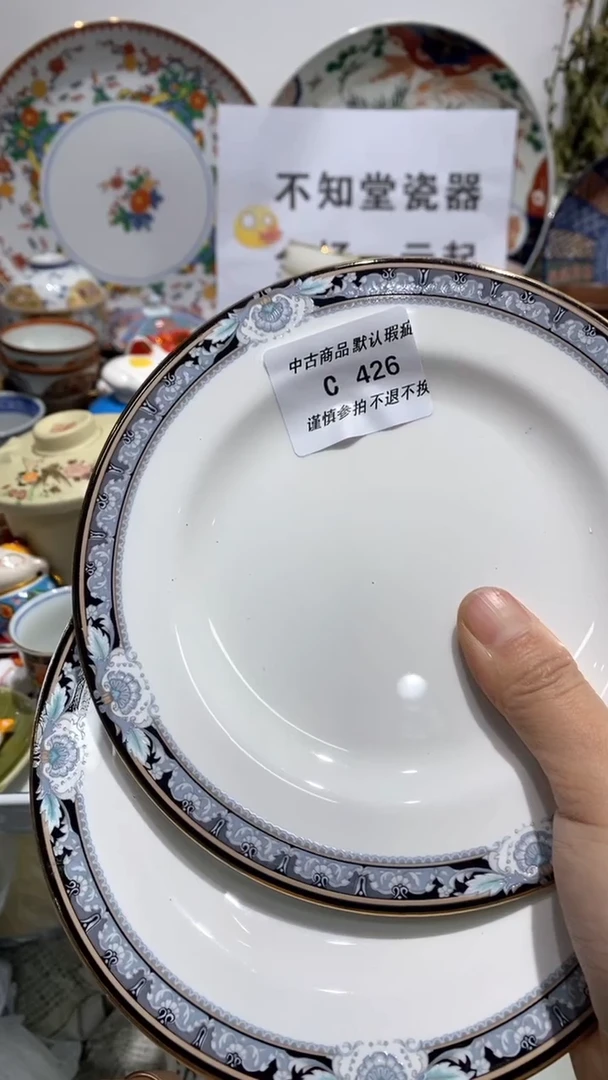 不知堂瓷器
中古商品 默认瑕疵
C 426
谨慎参拍不退不换